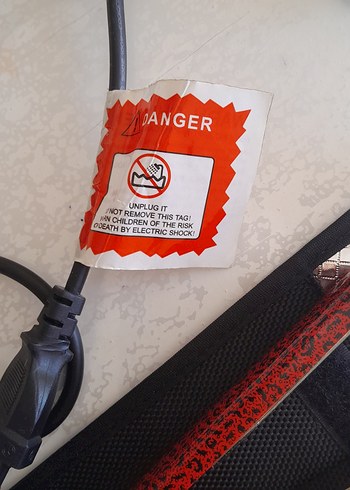 DANGER
UNPLUG IT
NOT REMOVE THIS TAG!
CHILDREN OF THE RISK
DEATH BY ELECTRIC SHOCK!